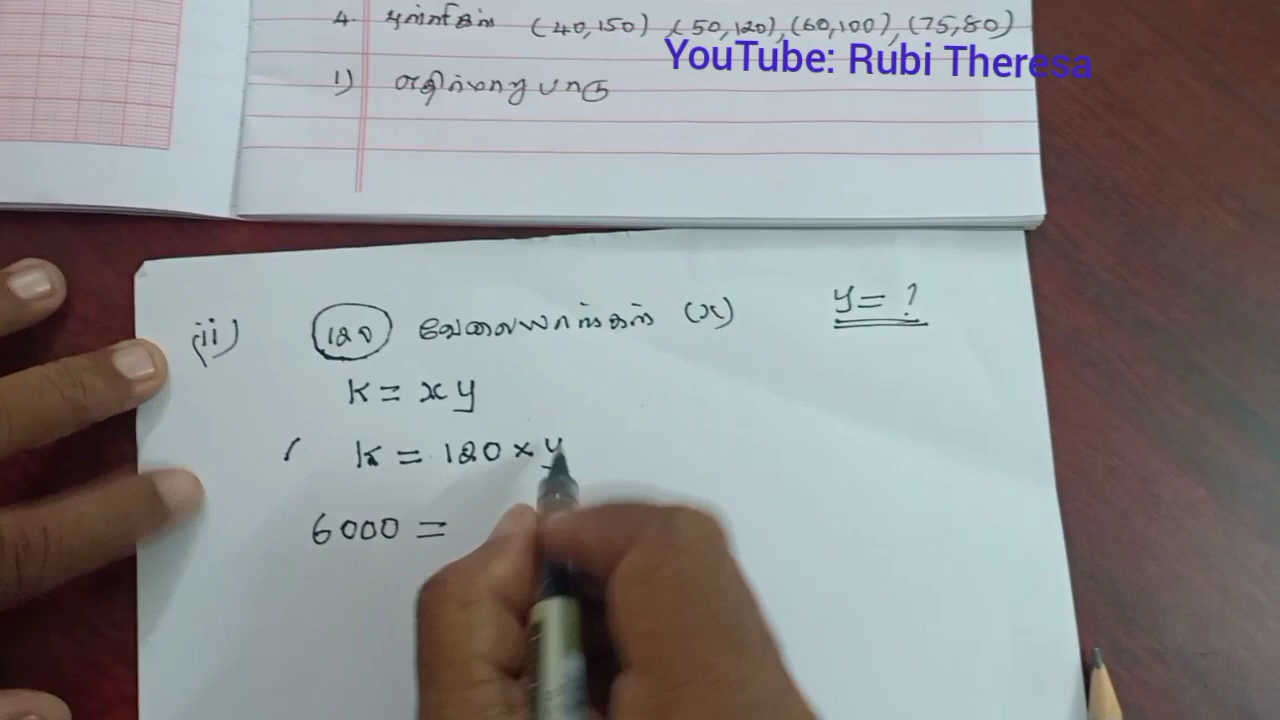 4. புள்ளிகள் (40,150), (50,120), (60,100), (75,80)
YouTube: Rubi Theresa
1) எதிர்மாறுபாடு
(ii) 120 வேலையாட்கள் (x) y = ?
K = xy
K = 120 × y
6000 =